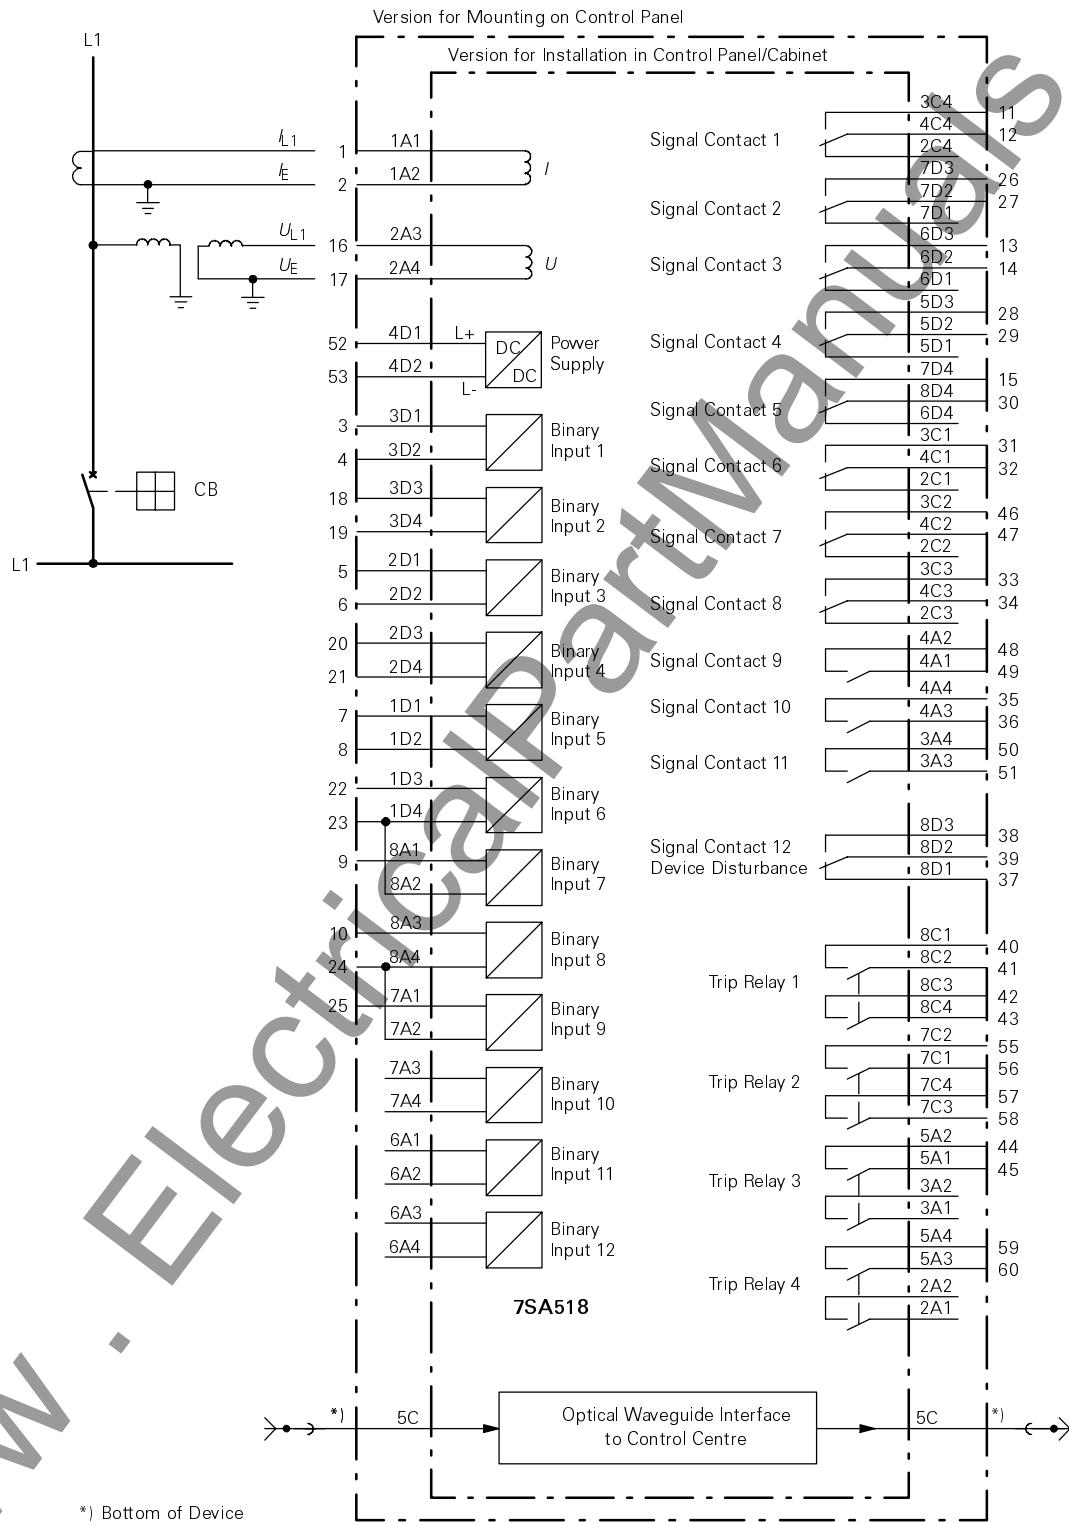 Version for Mounting on Control Panel
Version for Installation in Control Panel/Cabinet
L1
IL1
1
1A1
IE
2
1A2
I
UL1
16
2A3
UE
17
2A4
U
52
4D1
L+
53
4D2
L-
DC
DC
Power
Supply
3
3D1
4
3D2
Binary
Input 1
18
3D3
19
3D4
Binary
Input 2
CB
5
2D1
6
2D2
Binary
Input 3
L1
20
2D3
21
2D4
Binary
Input 4
7
1D1
8
1D2
Binary
Input 5
22
1D3
23
1D4
Binary
Input 6
9
8A1
8A2
Binary
Input 7
10
8A3
24
8A4
Binary
Input 8
25
7A1
7A2
Binary
Input 9
7A3
7A4
Binary
Input 10
6A1
6A2
Binary
Input 11
6A3
6A4
Binary
Input 12
7SA518
Signal Contact 1
3C4
11
4C4
12
2C4
Signal Contact 2
7D3
26
7D2
27
7D1
Signal Contact 3
6D3
13
6D2
14
6D1
Signal Contact 4
5D3
28
5D2
29
5D1
Signal Contact 5
7D4
15
8D4
30
6D4
Signal Contact 6
3C1
31
4C1
32
2C1
Signal Contact 7
3C2
46
4C2
47
2C2
Signal Contact 8
3C3
33
4C3
34
2C3
Signal Contact 9
4A2
48
4A1
49
Signal Contact 10
4A4
35
4A3
36
Signal Contact 11
3A4
50
3A3
51
Signal Contact 12
Device Disturbance
8D3
38
8D2
39
8D1
37
Trip Relay 1
8C1
40
8C2
41
8C3
42
8C4
43
Trip Relay 2
7C2
55
7C1
56
7C4
57
7C3
58
Trip Relay 3
5A2
44
5A1
45
3A2
3A1
Trip Relay 4
5A4
59
5A3
60
2A2
2A1
*)
5C
Optical Waveguide Interface
to Control Centre
5C
*)
*) Bottom of Device
w . ElectricalPartManuals